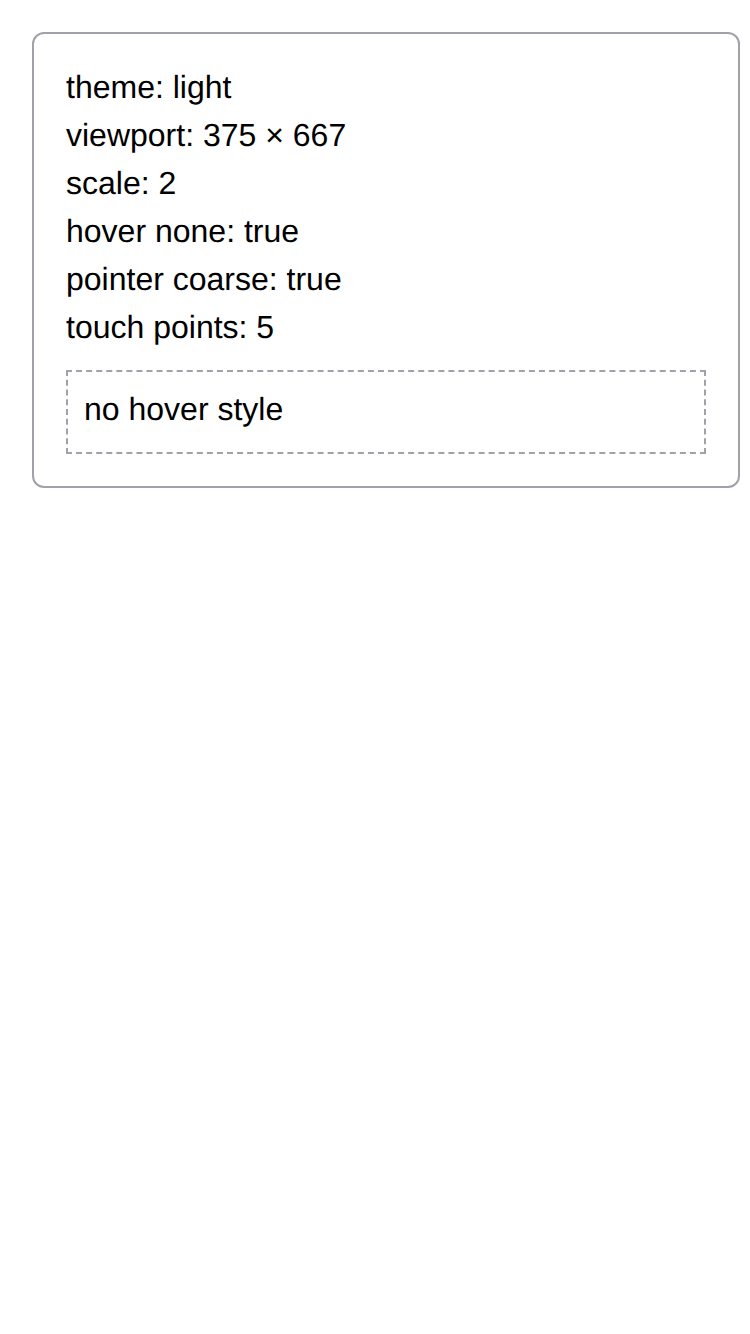 theme: light
viewport: 375 × 667
scale: 2
hover none: true
pointer coarse: true
touch points: 5
no hover style